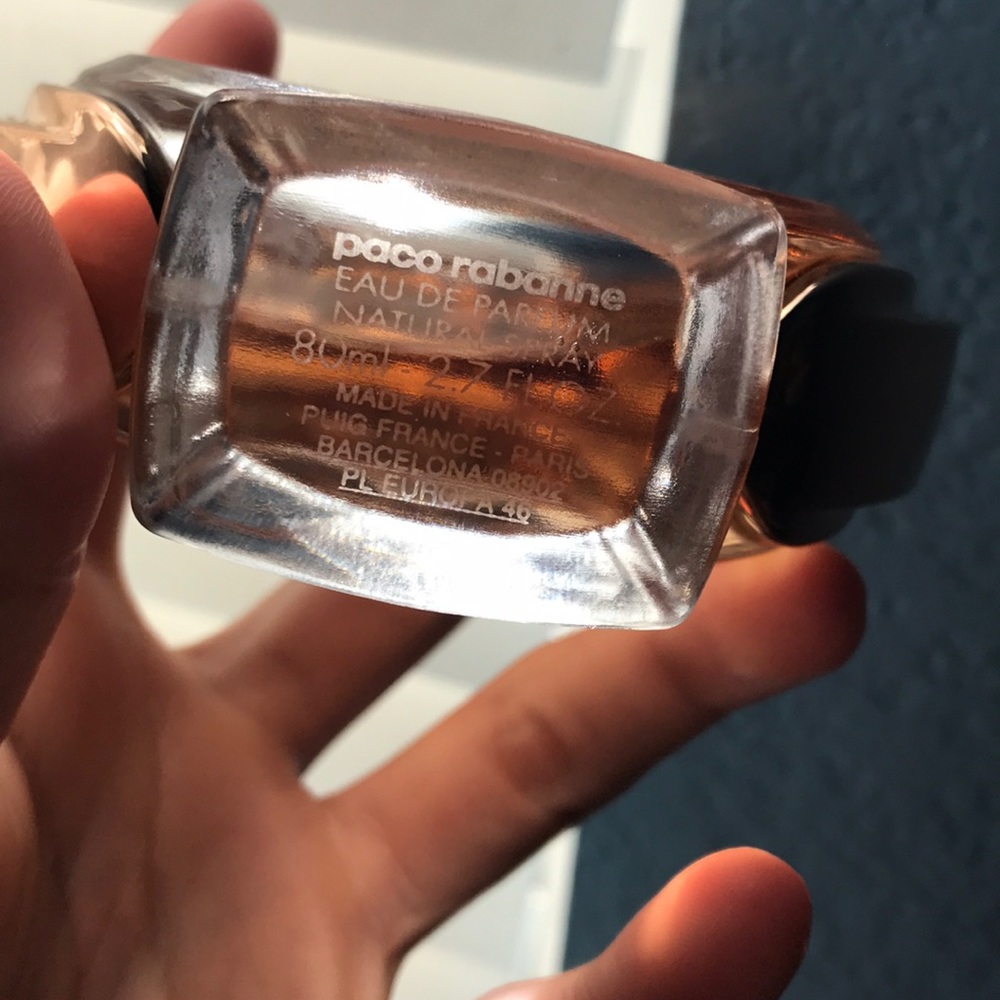 paco rabanne
EAU DE PARFUM
NATURAL SPRAY
80ml 2.7 FL.OZ.
MADE IN FRANCE
PUIG FRANCE - PARIS
BARCELONA 08902
PL EUROPA 46